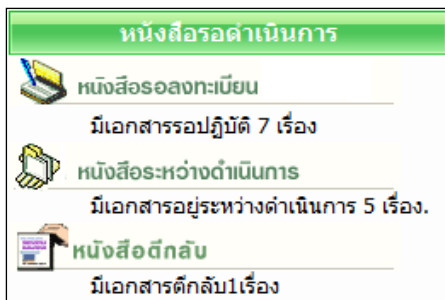 หนังสือรอดำเนินการ
หนังสือรอลงทะเบียน
มีเอกสารรอปฏิบัติ 7 เรื่อง
หนังสือระหว่างดำเนินการ
มีเอกสารอยู่ระหว่างดำเนินการ 5 เรื่อง.
หนังสือตีกลับ
มีเอกสารตีกลับ1เรื่อง